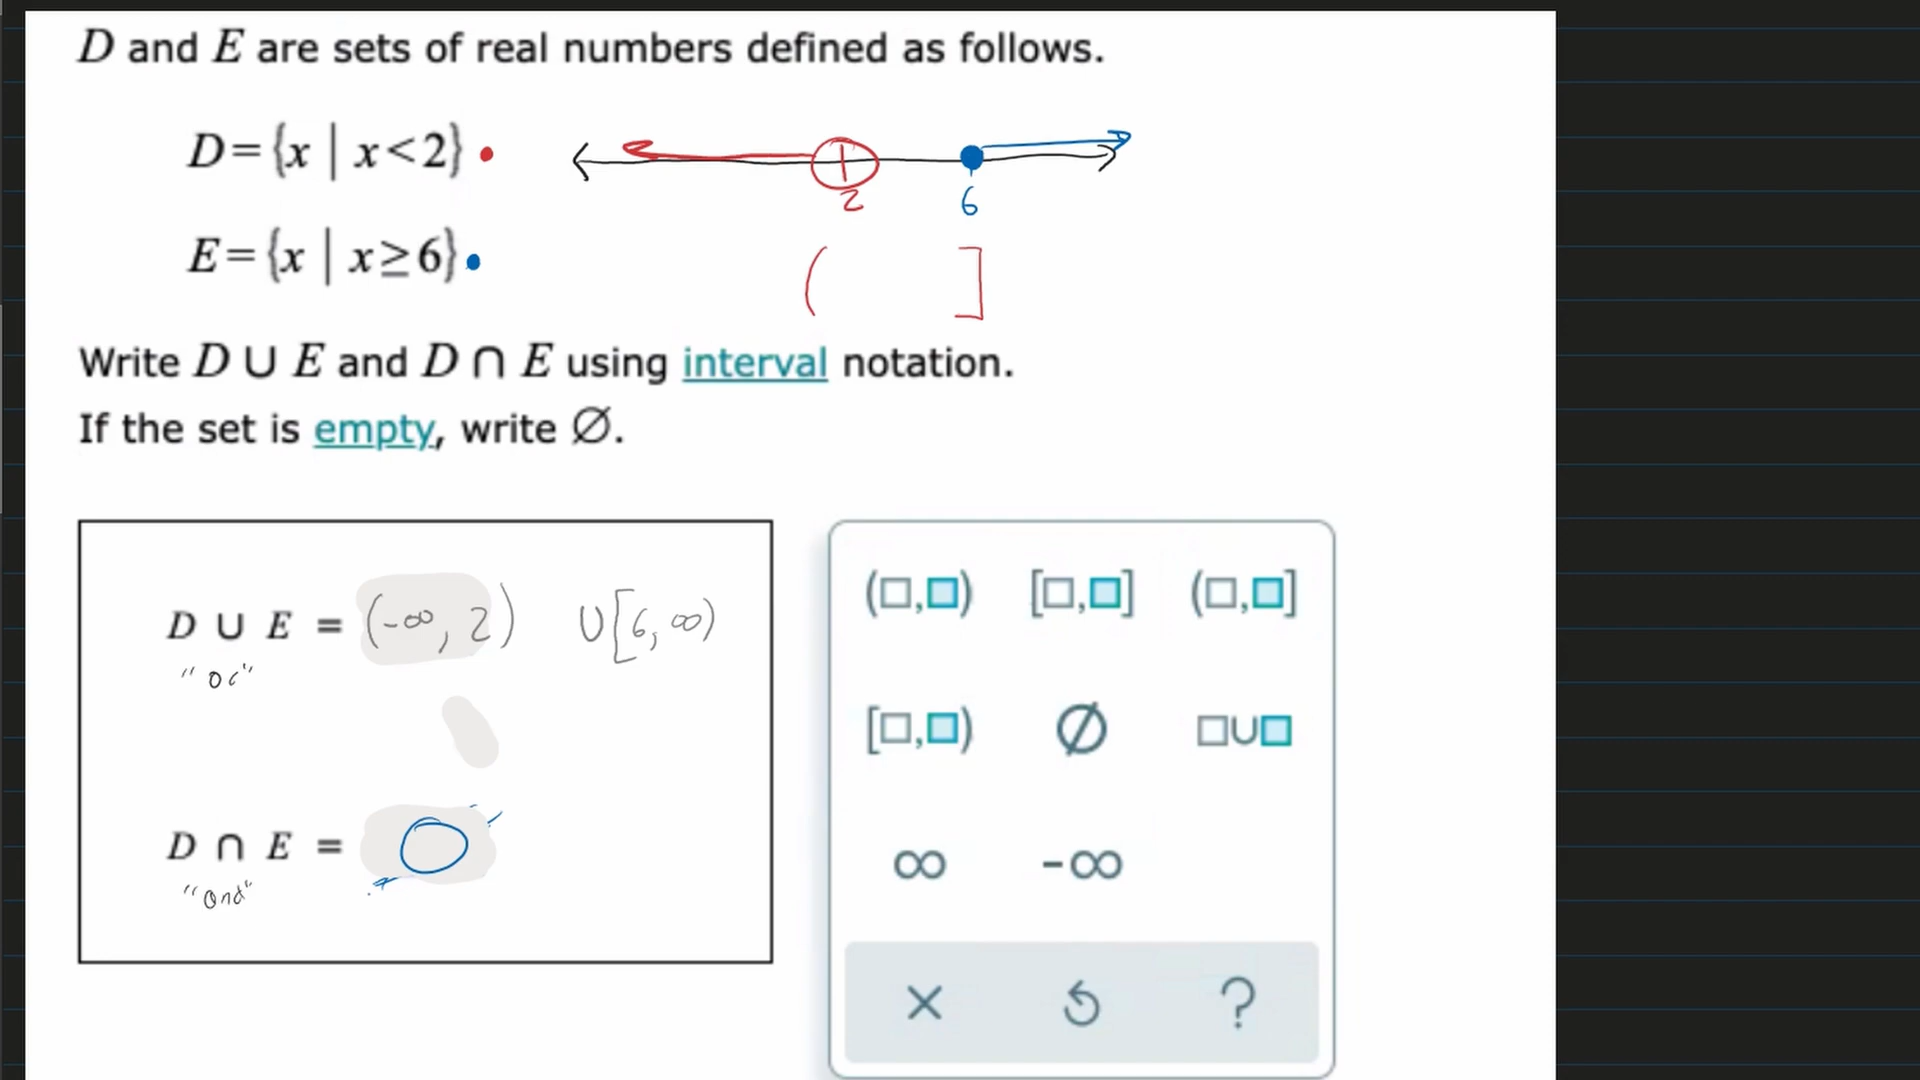 D and E are sets of real numbers defined as follows.
D={x | x<2}
2
6
E={x | x≥6}
( ]
Write D ∪ E and D ∩ E using interval notation.
If the set is empty, write Ø.
D ∪ E = (-∞, 2) ∪[6, ∞)
"or"
D ∩ E = Ø
"and"
(□,□) [□,□] (□,□]
[□,□) Ø □∪□
∞ -∞
× ↺ ?